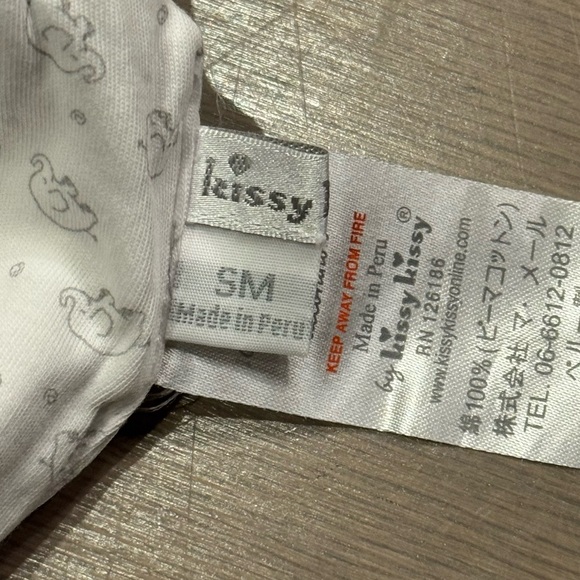 kissy
SM
Made in Peru
KEEP AWAY FROM FIRE
Made in Peru
by kissy kissy®
RN 126186
www.kissykissyonline.com
綿100% (ピーマコットン)
株式会社 マ・メール
TEL. 06-6612-0812